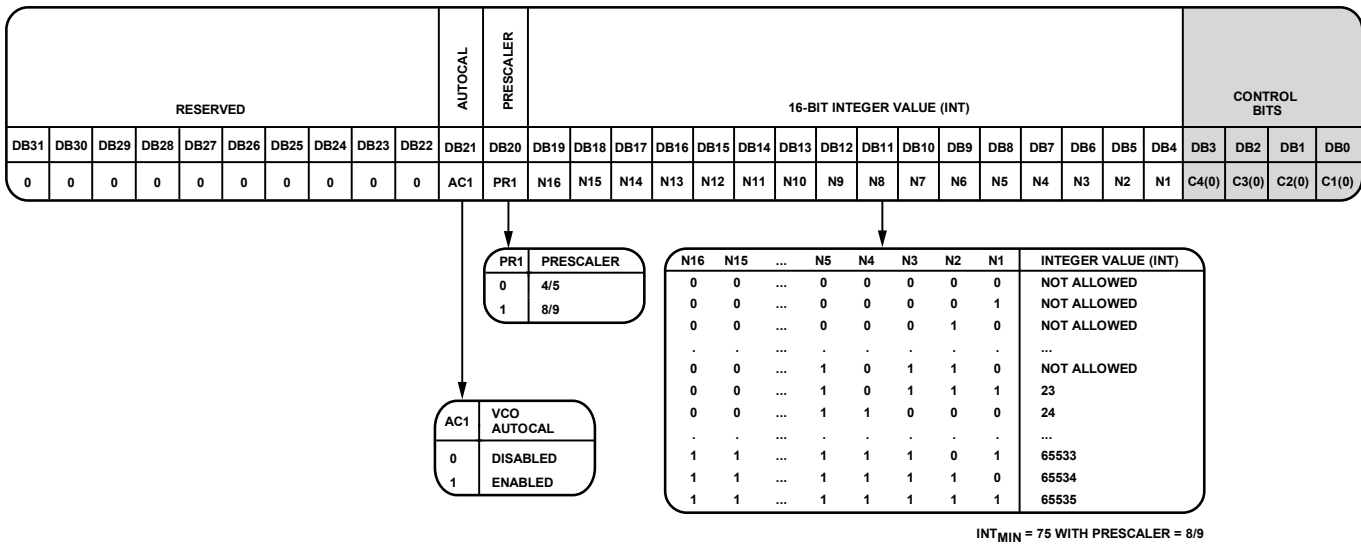 RESERVED AUTOCAL PRESCALER 16-BIT INTEGER VALUE (INT) CONTROL
BITS
DB31 DB30 DB29 DB28 DB27 DB26 DB25 DB24 DB23 DB22 DB21 DB20 DB19 DB18 DB17 DB16 DB15 DB14 DB13 DB12 DB11 DB10 DB9 DB8 DB7 DB6 DB5 DB4 DB3 DB2 DB1 DB0
0 0 0 0 0 0 0 0 0 0 AC1 PR1 N16 N15 N14 N13 N12 N11 N10 N9 N8 N7 N6 N5 N4 N3 N2 N1 C4(0) C3(0) C2(0) C1(0)
PR1 PRESCALER
0 4/5
1 8/9
AC1 VCO
AUTOCAL
0 DISABLED
1 ENABLED
N16 N15 ... N5 N4 N3 N2 N1 INTEGER VALUE (INT)
0 0 ... 0 0 0 0 0 NOT ALLOWED
0 0 ... 0 0 0 0 1 NOT ALLOWED
0 0 ... 0 0 0 1 0 NOT ALLOWED
. . ... . . . . . ...
0 0 ... 1 0 1 1 0 NOT ALLOWED
0 0 ... 1 0 1 1 1 23
0 0 ... 1 1 0 0 0 24
. . ... . . . . . ...
1 1 ... 1 1 1 0 1 65533
1 1 ... 1 1 1 1 0 65534
1 1 ... 1 1 1 1 1 65535
INTMIN = 75 WITH PRESCALER = 8/9